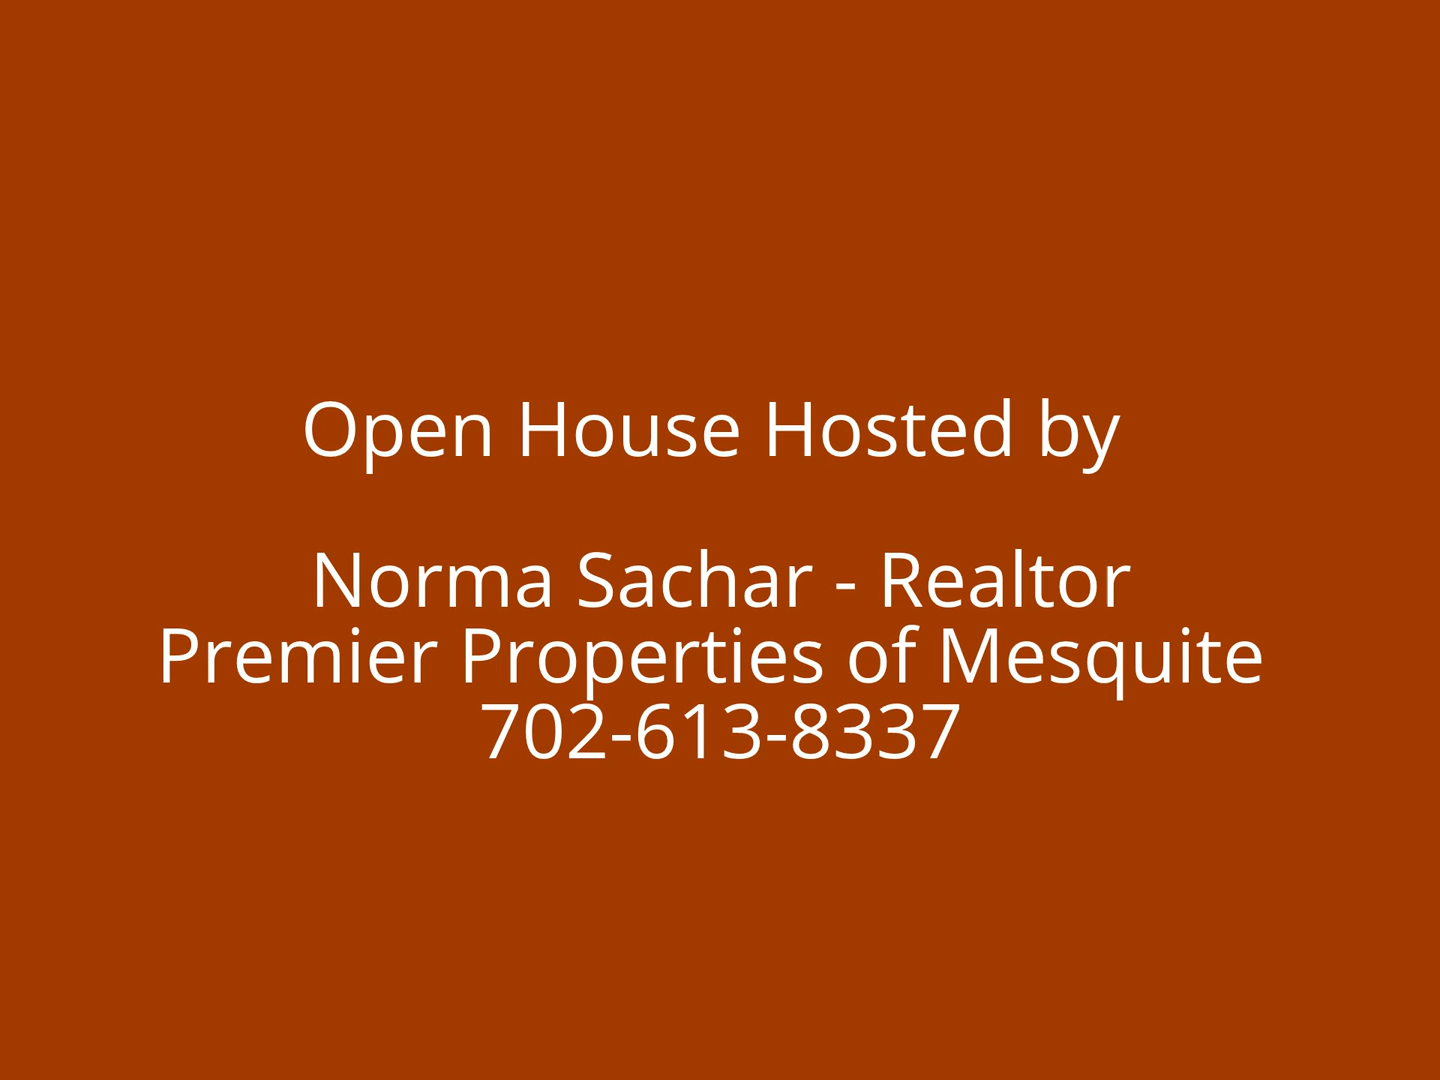 Open House Hosted by
Norma Sachar - Realtor
Premier Properties of Mesquite
702-613-8337